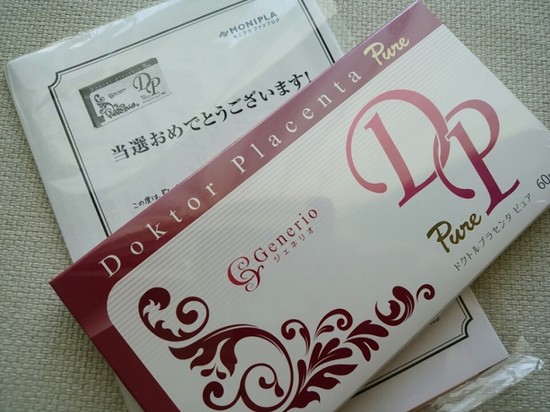 MONIPLA
モニプラ ファンブログ
DP
当選おめでとうございます!
この度は
Doktor Placenta Pure
DP
Pure
60
ドクトルプラセンタ ピュア
Generio
ジェネリオ